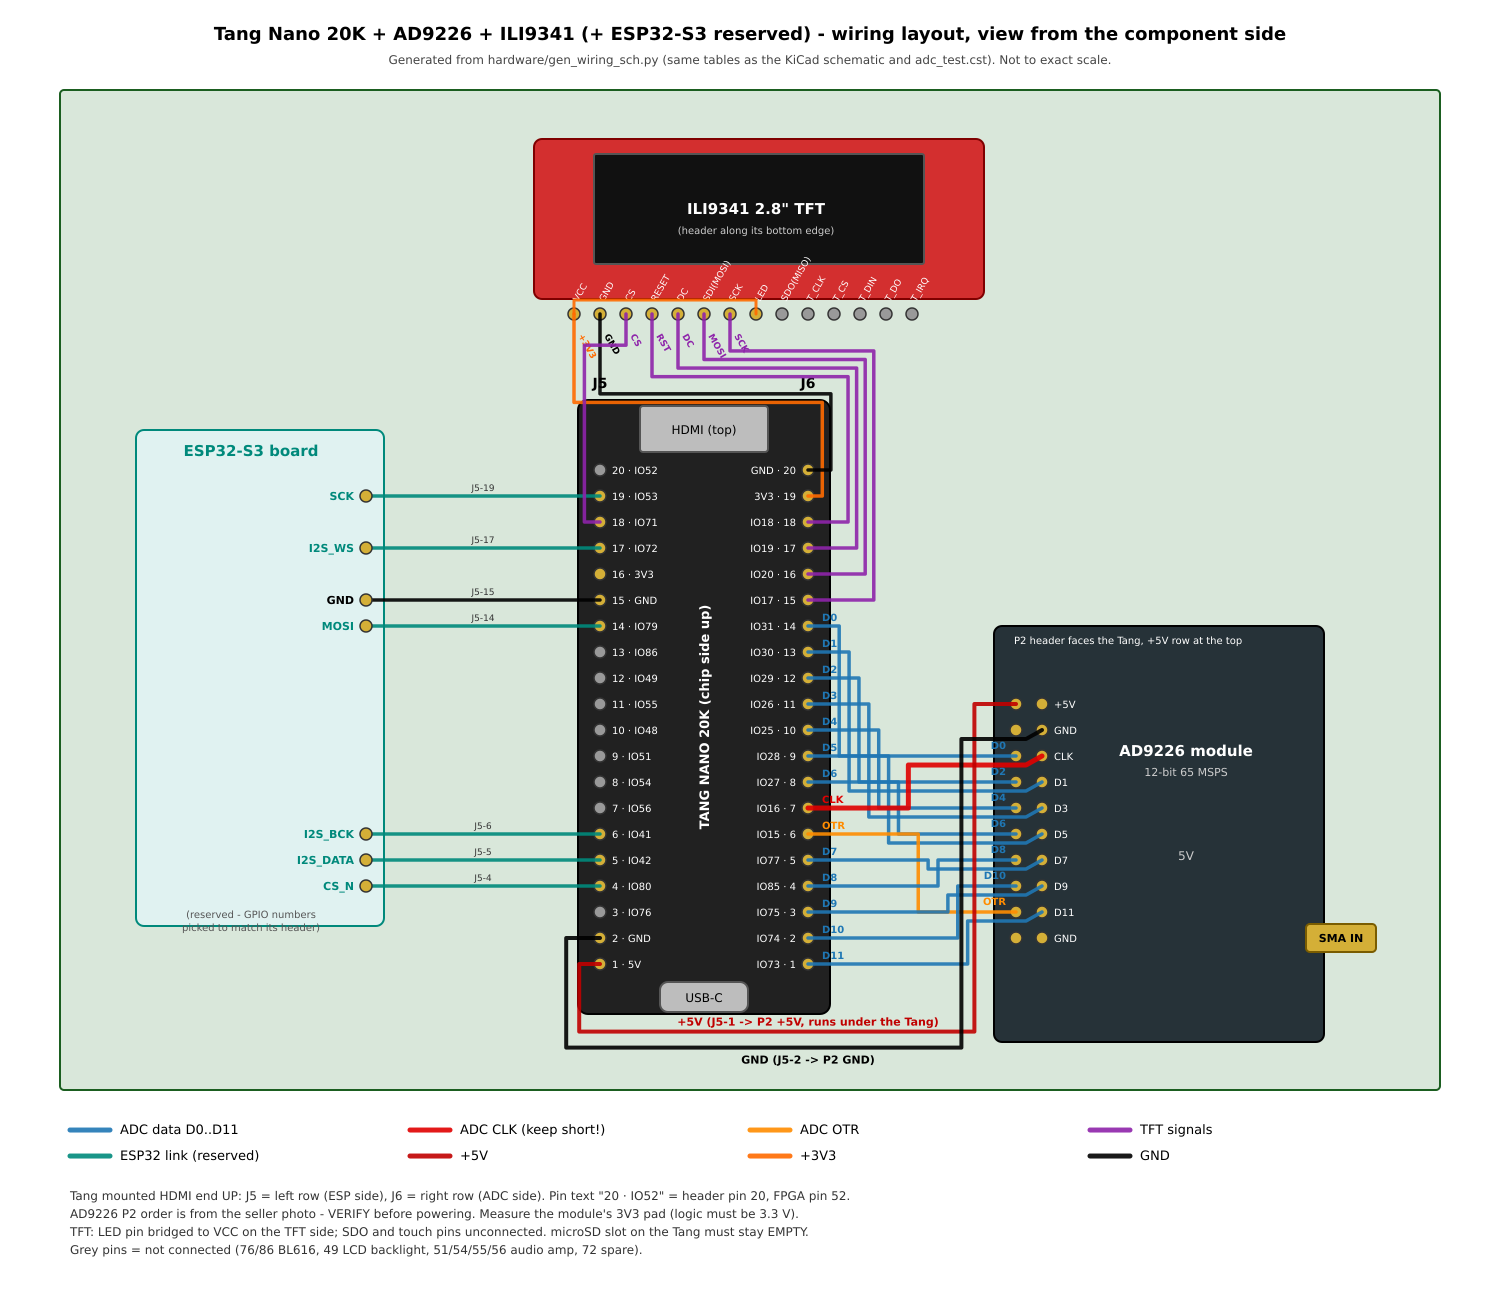 Tang Nano 20K + AD9226 + ILI9341 (+ ESP32-S3 reserved) - wiring layout, view from the component side
Generated from hardware/gen_wiring_sch.py (same tables as the KiCad schematic and adc_test.cst). Not to exact scale.
ILI9341 2.8" TFT
(header along its bottom edge)
VCC
GND
CS
RESET
DC
SDI(MOSI)
SCK
LED
SDO(MISO)
T_CLK
T_CS
T_DIN
T_DO
T_IRQ
+3V3
GND
CS
RST
DC
MOSI
SCK
J5
J6
HDMI (top)
ESP32-S3 board
SCK
J5-19
I2S_WS
J5-17
GND
J5-15
MOSI
J5-14
I2S_BCK
J5-6
I2S_DATA
J5-5
CS_N
J5-4
(reserved - GPIO numbers
picked to match its header)
20 · IO52
19 · IO53
18 · IO71
17 · IO72
16 · 3V3
15 · GND
14 · IO79
13 · IO86
12 · IO49
11 · IO55
10 · IO48
9 · IO51
8 · IO54
7 · IO56
6 · IO41
5 · IO42
4 · IO80
3 · IO76
2 · GND
1 · 5V
TANG NANO 20K (chip side up)
GND · 20
3V3 · 19
IO18 · 18
IO19 · 17
IO20 · 16
IO17 · 15
IO31 · 14
IO30 · 13
IO29 · 12
IO26 · 11
IO25 · 10
IO28 · 9
IO27 · 8
IO16 · 7
IO15 · 6
IO77 · 5
IO85 · 4
IO75 · 3
IO74 · 2
IO73 · 1
USB-C
D0
D1
D2
D3
D4
D5
D6
CLK
OTR
D7
D8
D9
D10
D11
D0
D2
D4
D6
D8
D10
OTR
P2 header faces the Tang, +5V row at the top
+5V
GND
CLK
D1
D3
D5
D7
D9
D11
GND
AD9226 module
12-bit 65 MSPS
5V
SMA IN
+5V (J5-1 -> P2 +5V, runs under the Tang)
GND (J5-2 -> P2 GND)
ADC data D0..D11
ADC CLK (keep short!)
ADC OTR
TFT signals
ESP32 link (reserved)
+5V
+3V3
GND
Tang mounted HDMI end UP: J5 = left row (ESP side), J6 = right row (ADC side). Pin text "20 · IO52" = header pin 20, FPGA pin 52.
AD9226 P2 order is from the seller photo - VERIFY before powering. Measure the module's 3V3 pad (logic must be 3.3 V).
TFT: LED pin bridged to VCC on the TFT side; SDO and touch pins unconnected. microSD slot on the Tang must stay EMPTY.
Grey pins = not connected (76/86 BL616, 49 LCD backlight, 51/54/55/56 audio amp, 72 spare).